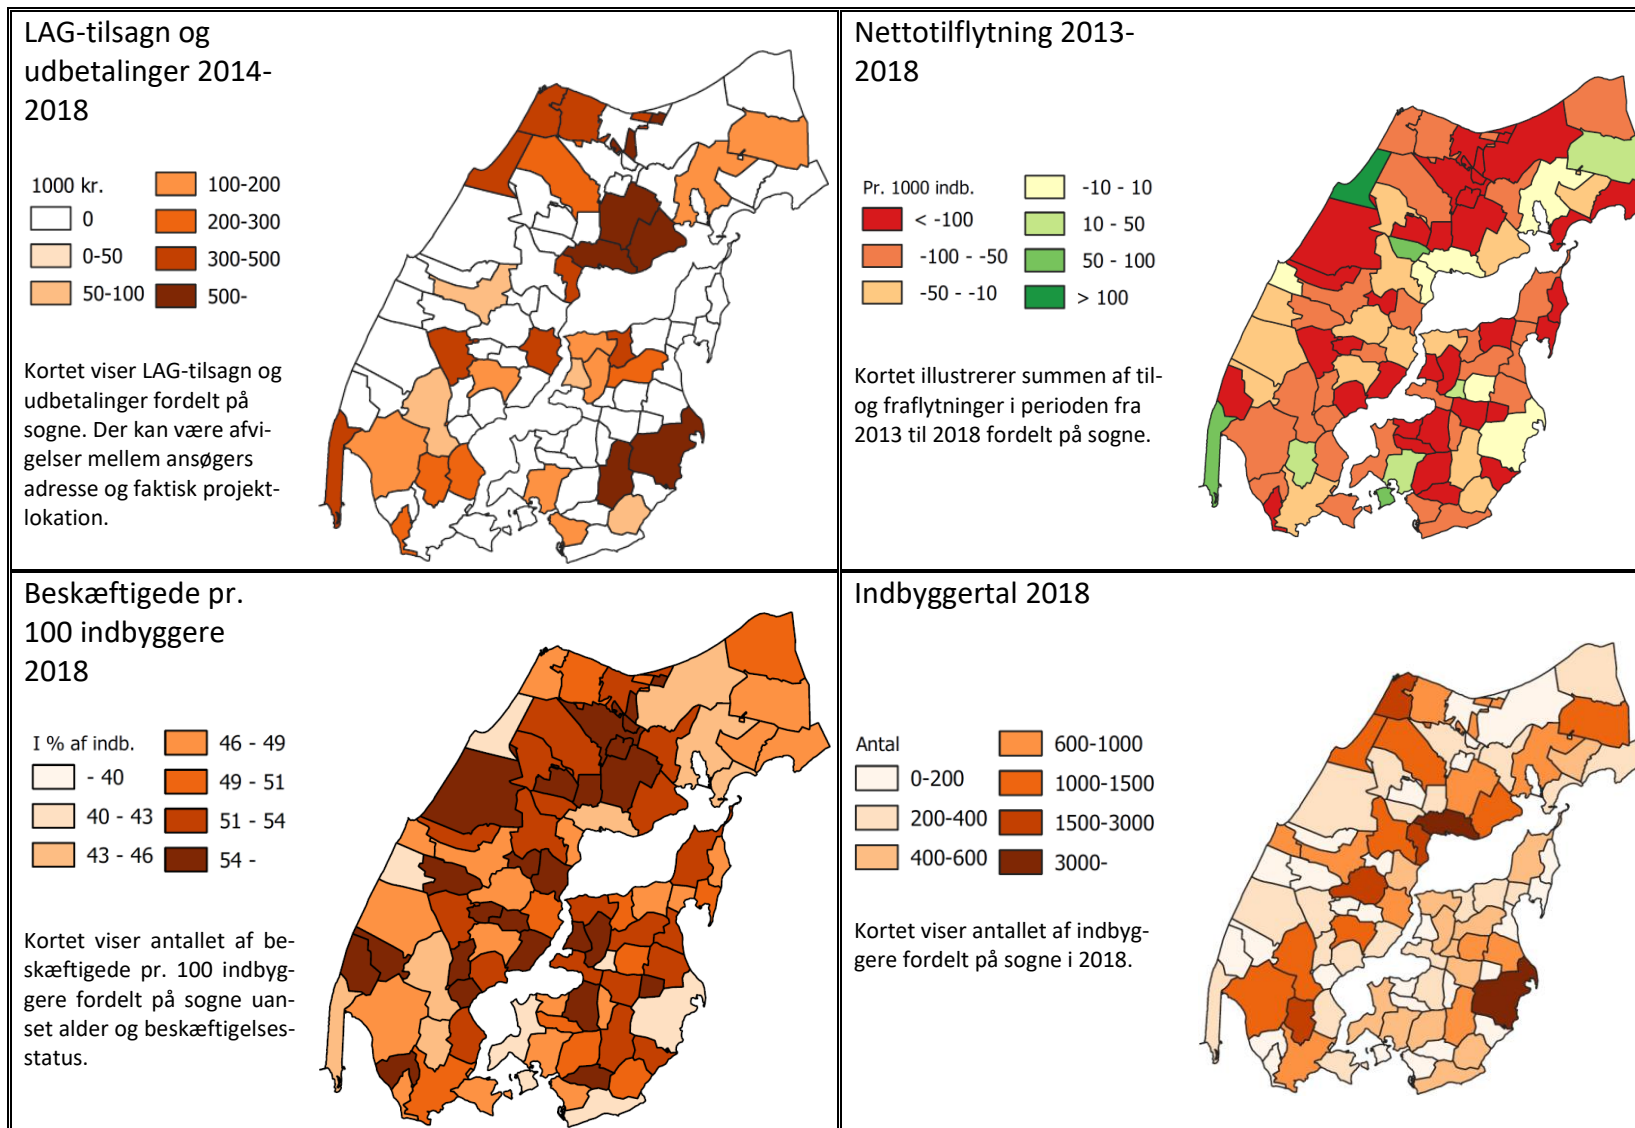 LAG-tilsagn og
udbetalinger 2014-
2018
1000 kr.
0
0-50
50-100
100-200
200-300
300-500
500-
Kortet viser LAG-tilsagn og
udbetalinger fordelt på
sogne. Der kan være afvi-
gelser mellem ansøgers
adresse og faktisk projekt-
lokation.
Nettotilflytning 2013-
2018
Pr. 1000 indb.
< -100
-100 - -50
-50 - -10
-10 - 10
10 - 50
50 - 100
> 100
Kortet illustrerer summen af til-
og fraflytninger i perioden fra
2013 til 2018 fordelt på sogne.
Beskæftigede pr.
100 indbyggere
2018
I % af indb.
- 40
40 - 43
43 - 46
46 - 49
49 - 51
51 - 54
54 -
Kortet viser antallet af be-
skæftigede pr. 100 indbyg-
gere fordelt på sogne uan-
set alder og beskæftigelses-
status.
Indbyggertal 2018
Antal
0-200
200-400
400-600
600-1000
1000-1500
1500-3000
3000-
Kortet viser antallet af indbyg-
gere fordelt på sogne i 2018.